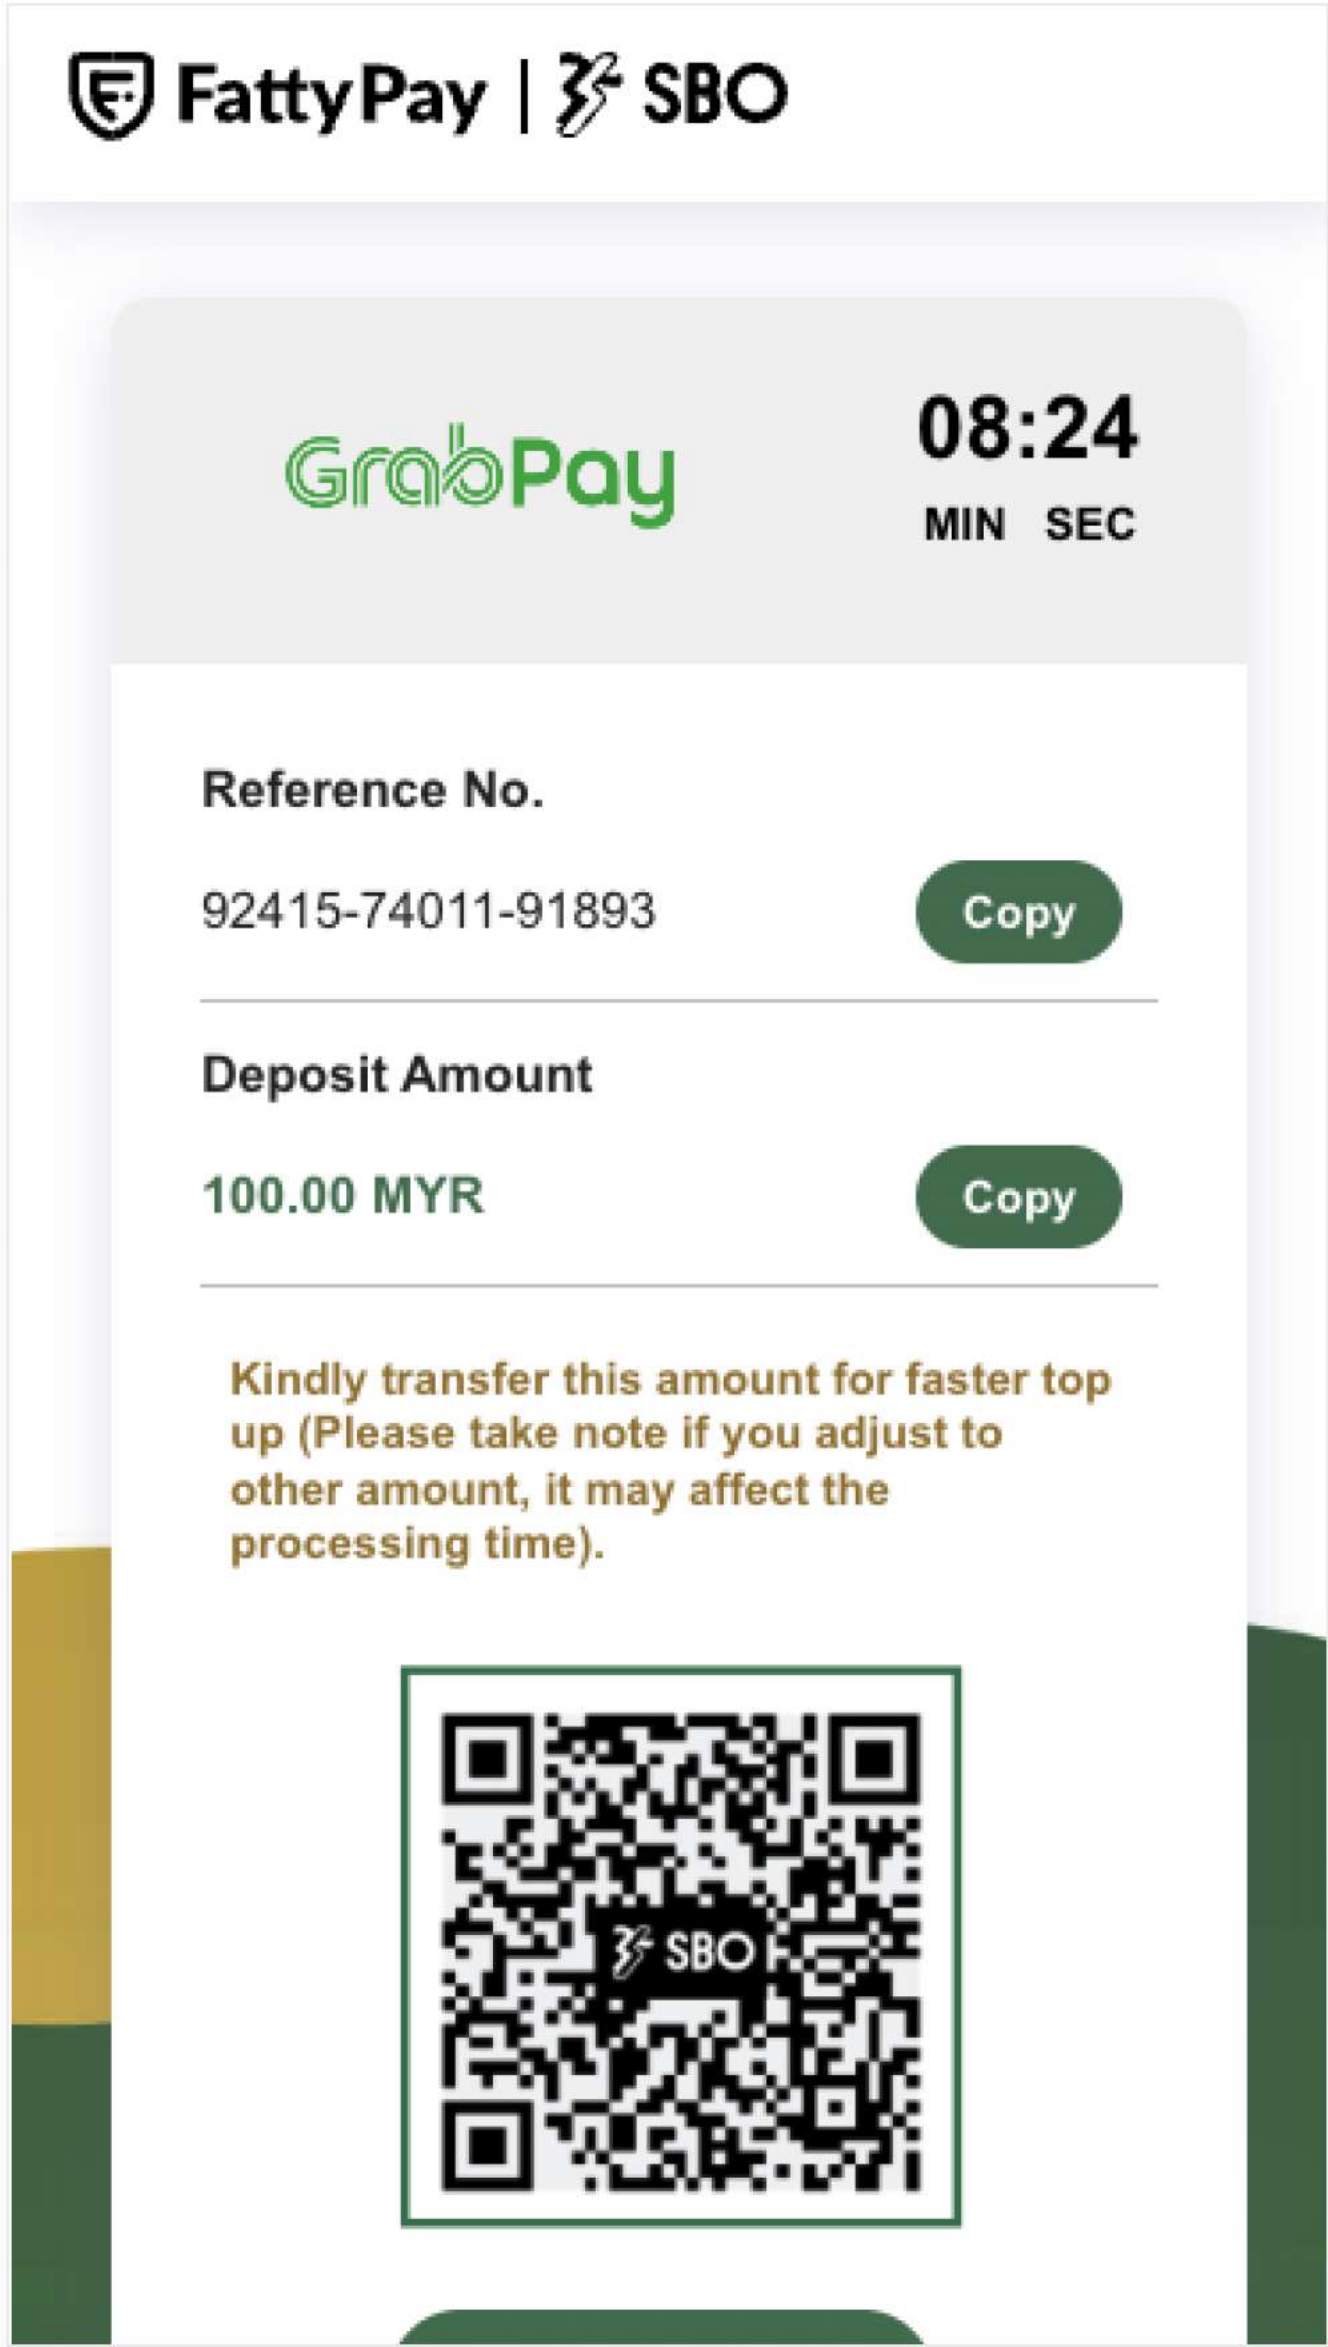 FattyPay | SBO
GrabPay
08:24
MIN SEC
Reference No.
92415-74011-91893
Copy
Deposit Amount
100.00 MYR
Copy
Kindly transfer this amount for faster top
up (Please take note if you adjust to
other amount, it may affect the
processing time).
SBO